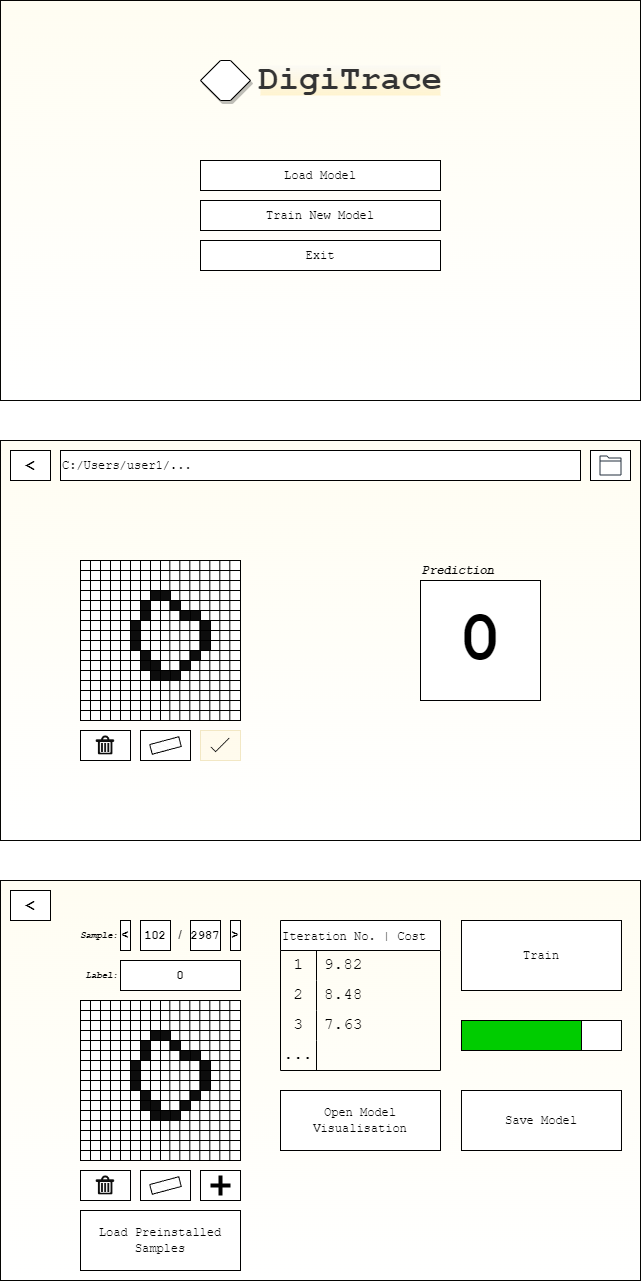 DigiTrace
Load Model
Train New Model
Exit
<
C:/Users/user1/...
Prediction
0
<
Sample: < 102 / 2987 >
Label: 0
Load Preinstalled
Samples
Iteration No. | Cost
1 9.82
2 8.48
3 7.63
...
Open Model
Visualisation
Train
Save Model